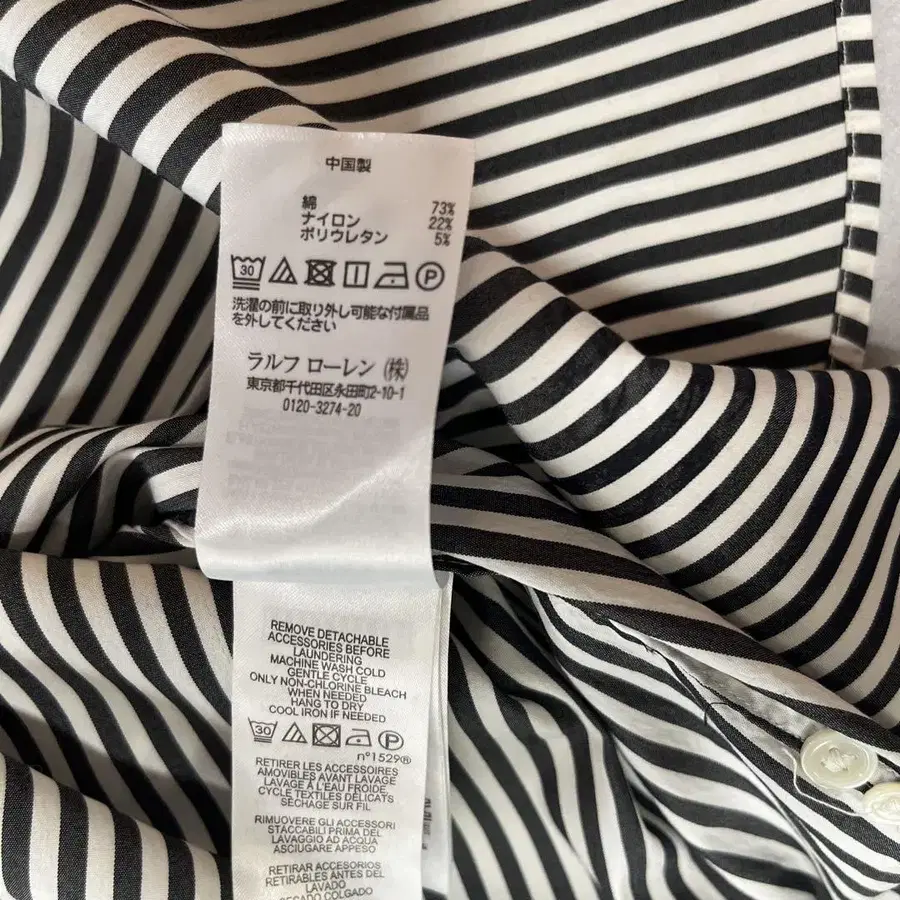 中国製
綿 73%
ナイロン 22%
ポリウレタン 5%
30
P
洗濯の前に取り外し可能な付属品
を外してください
ラルフ ローレン (株)
東京都千代田区永田町2-10-1
0120-3274-20
REMOVE DETACHABLE
ACCESSORIES BEFORE
LAUNDERING
MACHINE WASH COLD
GENTLE CYCLE
ONLY NON-CHLORINE BLEACH
WHEN NEEDED
HANG TO DRY
COOL IRON IF NEEDED
30
P
n°1529®
RETIRER LES ACCESSOIRES
AMOVIBLES AVANT LAVAGE
LAVAGE À L'EAU FROIDE
CYCLE TEXTILES DÉLICATS
SÉCHAGE SUR FIL
RIMUOVERE GLI ACCESSORI
STACCABILI PRIMA DEL
LAVAGGIO AD ACQUA
ASCIUGARE APPESO
RETIRAR ACCESORIOS
RETIRABLES ANTES DEL
LAVADO
SECADO COLGADO